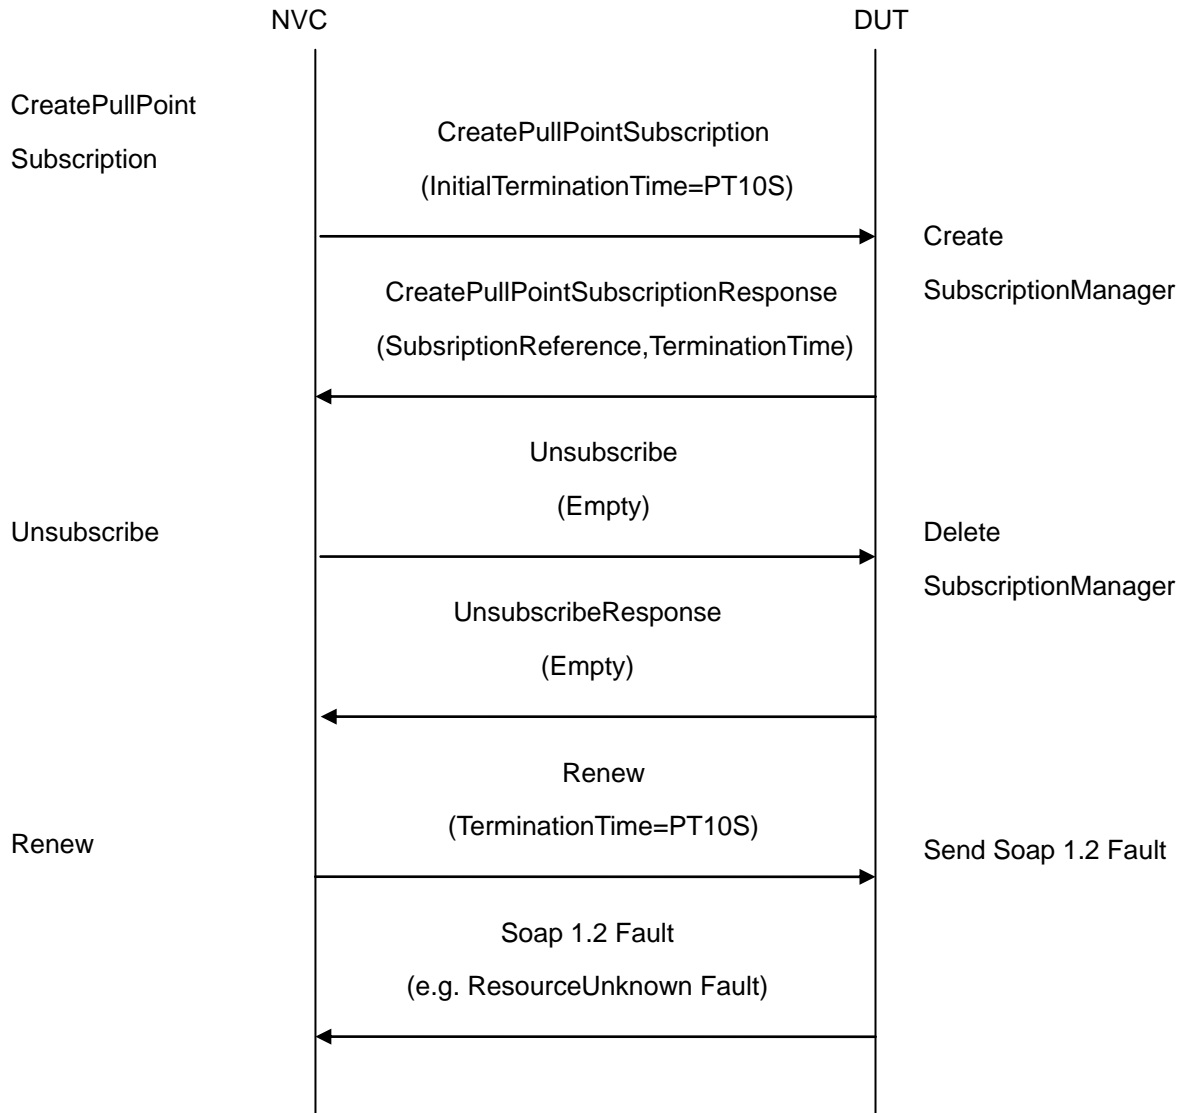 NVC
DUT
CreatePullPoint
Subscription
CreatePullPointSubscription
(InitialTerminationTime=PT10S)
Create
SubscriptionManager
CreatePullPointSubscriptionResponse
(SubsriptionReference,TerminationTime)
Unsubscribe
(Empty)
Unsubscribe
Delete
SubscriptionManager
UnsubscribeResponse
(Empty)
Renew
(TerminationTime=PT10S)
Renew
Send Soap 1.2 Fault
Soap 1.2 Fault
(e.g. ResourceUnknown Fault)